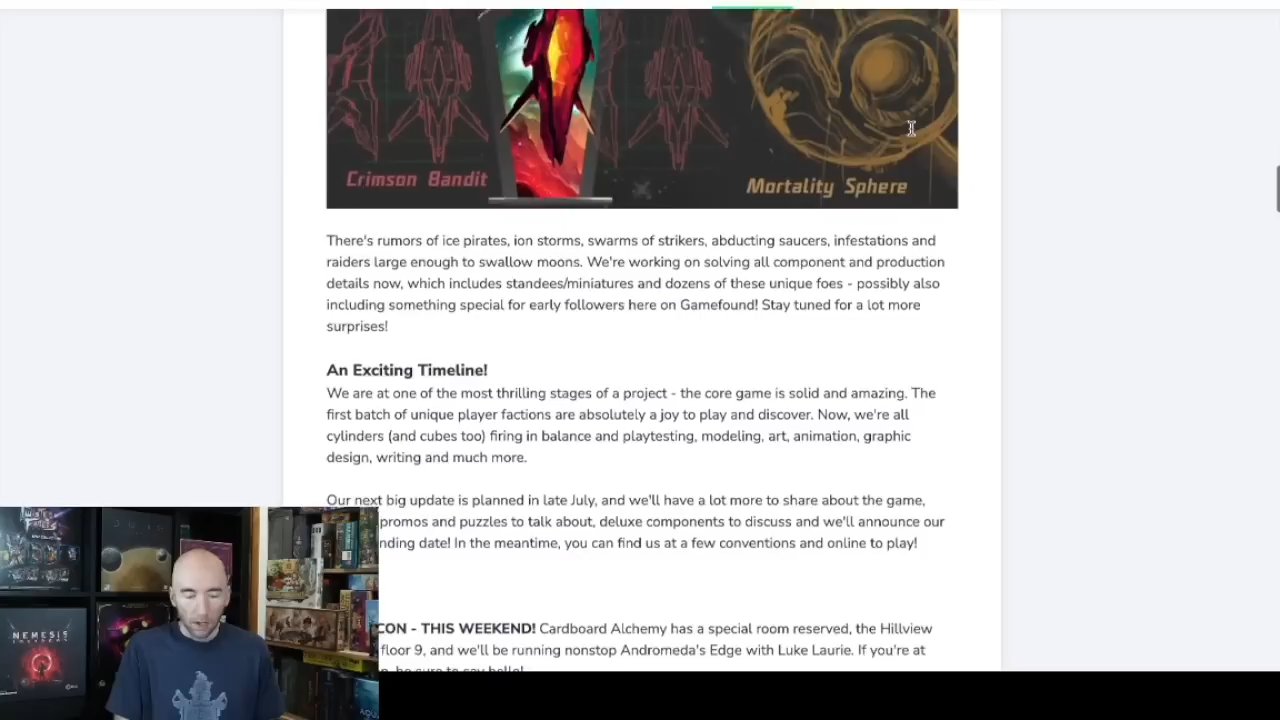 Crimson Bandit
Mortality Sphere
There's rumors of ice pirates, ion storms, swarms of strikers, abducting saucers, infestations and
raiders large enough to swallow moons. We're working on solving all component and production
details now, which includes standees/miniatures and dozens of these unique foes - possibly also
including something special for early followers here on Gamefound! Stay tuned for a lot more
surprises!
An Exciting Timeline!
We are at one of the most thrilling stages of a project - the core game is solid and amazing. The
first batch of unique player factions are absolutely a joy to play and discover. Now, we're all
cylinders (and cubes too) firing in balance and playtesting, modeling, art, animation, graphic
design, writing and much more.
Our next big update is planned in late July, and we'll have a lot more to share about the game,
promos and puzzles to talk about, deluxe components to discuss and we'll announce our
nding date! In the meantime, you can find us at a few conventions and online to play!
CON - THIS WEEKEND! Cardboard Alchemy has a special room reserved, the Hillview
floor 9, and we'll be running nonstop Andromeda's Edge with Luke Laurie. If you're at
be sure to say hello!
NEMESIS